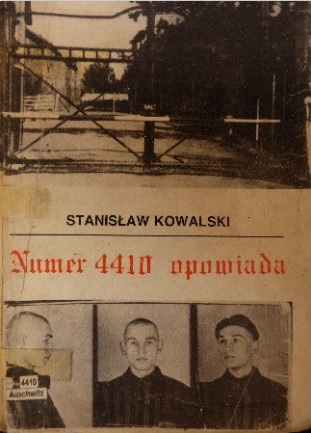 STANISŁAW KOWALSKI
Numer 4410 opowiada
4410
Auschwitz